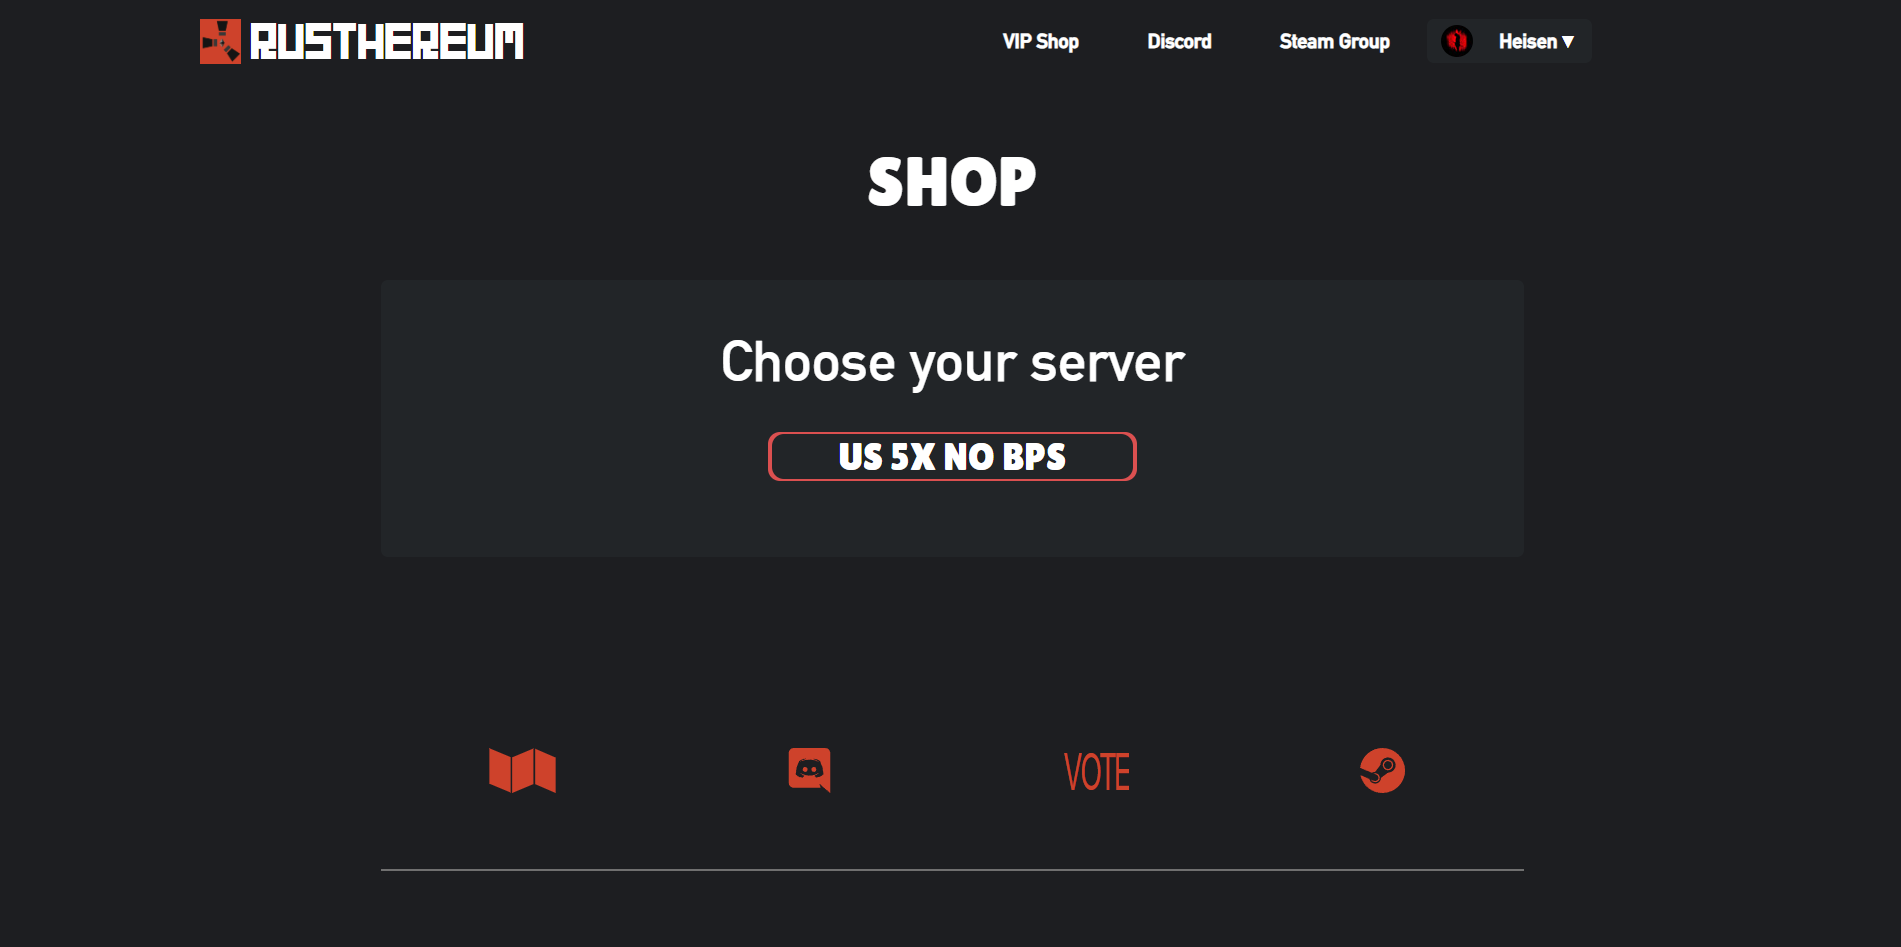 RUSTHEREUM
VIP Shop
Discord
Steam Group
Heisen ▼
SHOP
Choose your server
US 5X NO BPS
VOTE